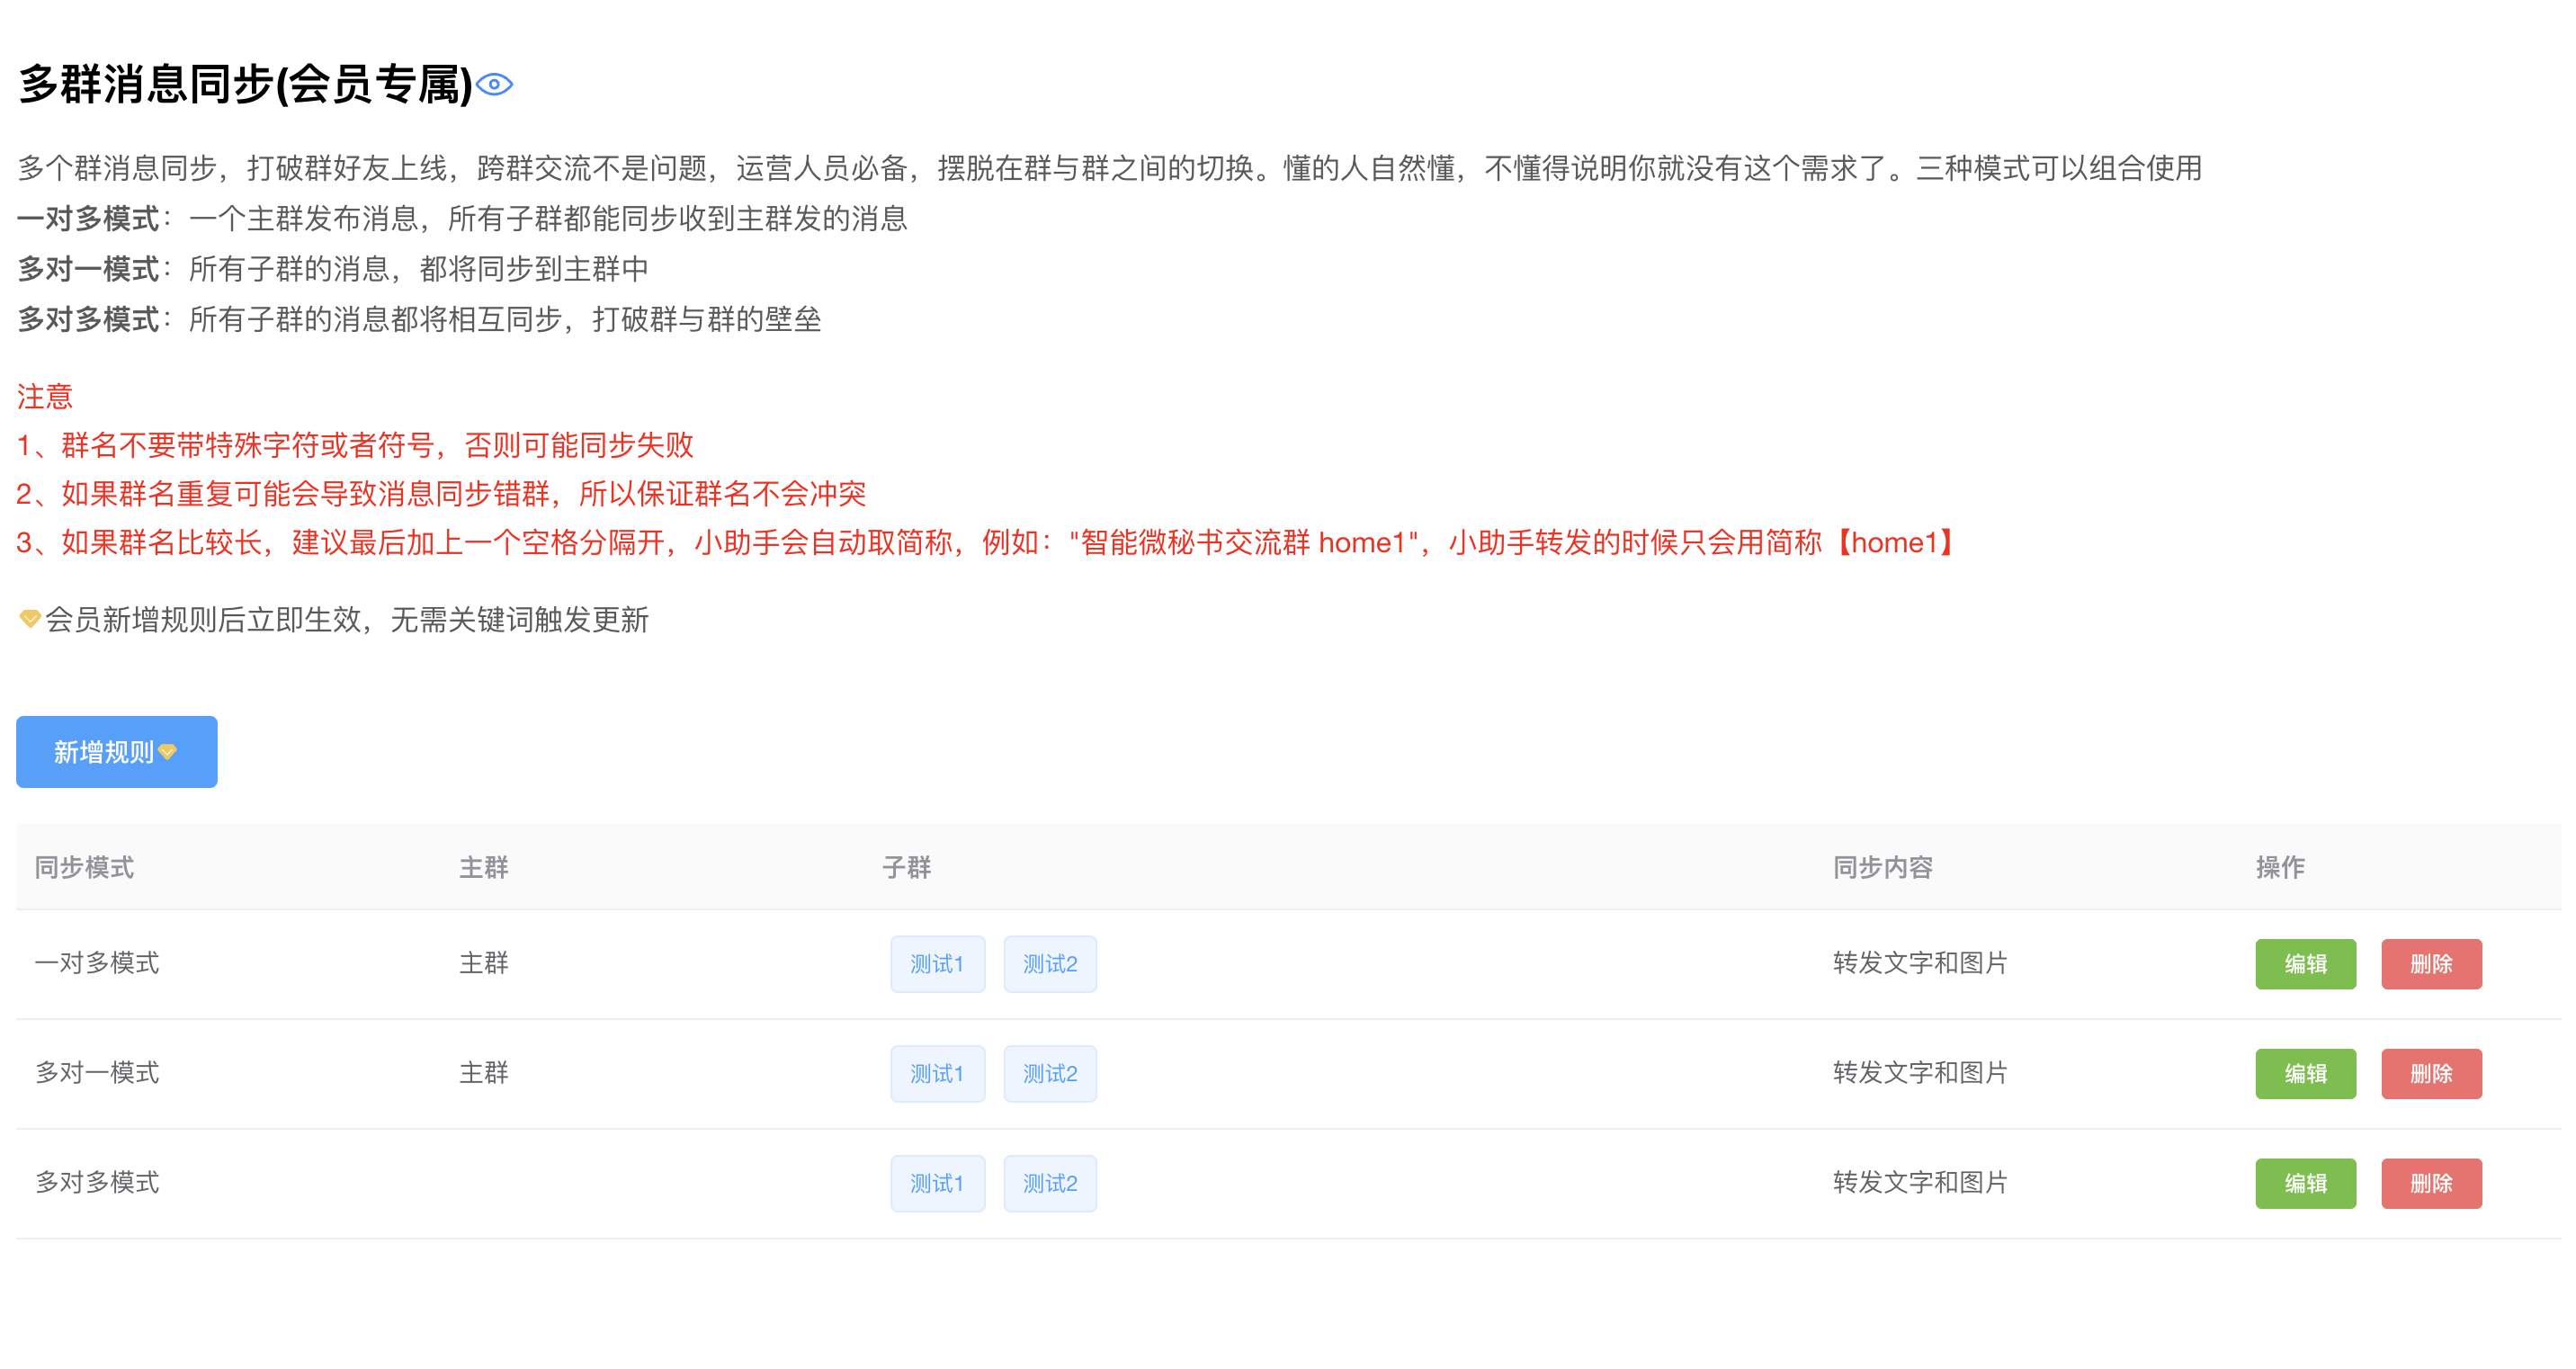 多群消息同步(会员专属)
多个群消息同步，打破群好友上线，跨群交流不是问题，运营人员必备，摆脱在群与群之间的切换。懂的人自然懂，不懂得说明你就没有这个需求了。三种模式可以组合使用
一对多模式：一个主群发布消息，所有子群都能同步收到主群发的消息
多对一模式：所有子群的消息，都将同步到主群中
多对多模式：所有子群的消息都将相互同步，打破群与群的壁垒
注意
1、群名不要带特殊字符或者符号，否则可能同步失败
2、如果群名重复可能会导致消息同步错群，所以保证群名不会冲突
3、如果群名比较长，建议最后加上一个空格分隔开，小助手会自动取简称，例如："智能微秘书交流群 home1"，小助手转发的时候只会用简称【home1】
会员新增规则后立即生效，无需关键词触发更新
新增规则
同步模式 主群 子群 同步内容 操作
一对多模式 主群 测试1 测试2 转发文字和图片 编辑 删除
多对一模式 主群 测试1 测试2 转发文字和图片 编辑 删除
多对多模式 测试1 测试2 转发文字和图片 编辑 删除